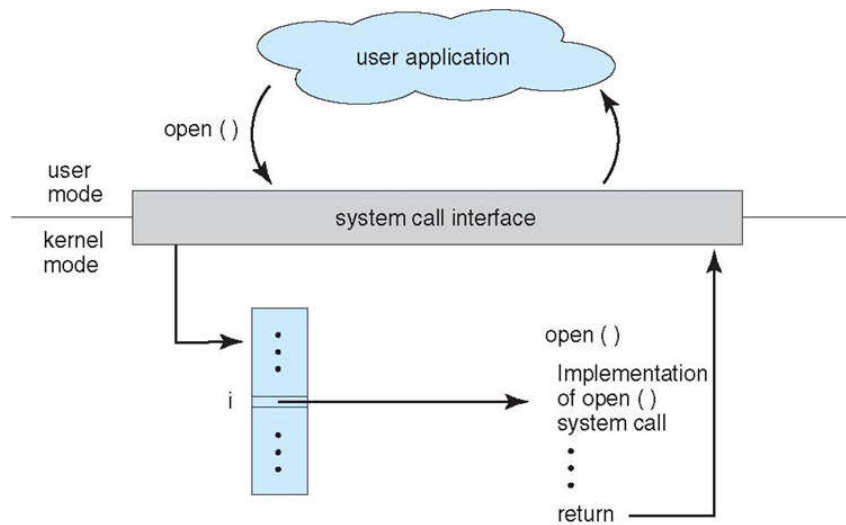 user application
open ( )
user
mode
system call interface
kernel
mode
open ( )
i
Implementation
of open ( )
system call
return